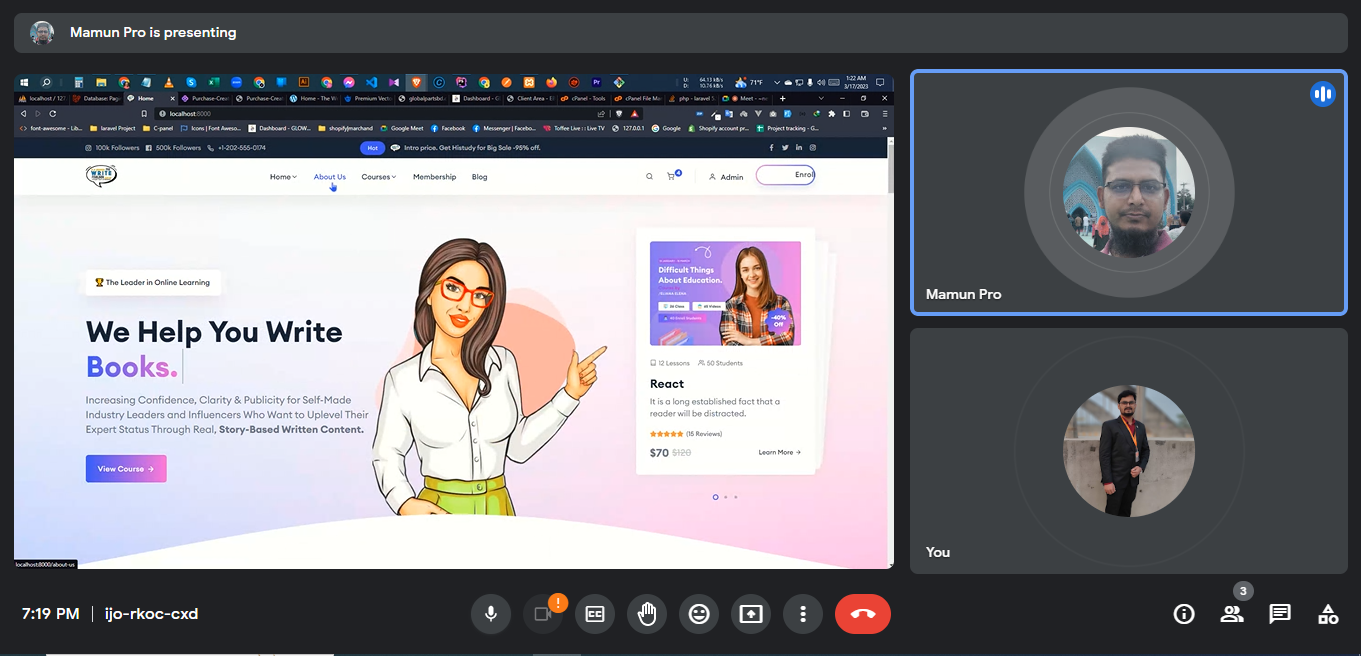 Mamun Pro is presenting
U: 64.13 kB/s
D: 10.76 kB/s
71°F
1:22 AM
3/17/2023
localhost / 127
Database: Pag
Home
Purchase-Crea
Purchase-Crea
Home - The W
Premium Vecto
globalpartsbd.
Dashboard - G
Client Area - E
cPanel - Tools
cPanel File Ma
php - laravel 5
Meet -
localhost:8000
font-awesome - Lib...
laravel Project
C-panel
Icons | Font Aweso...
Dashboard - GLOW...
shopifyjmarchand
Google Meet
Facebook
Messenger | Facebo...
Toffee Live : : Live TV
127.0.0.1
Google
Shopify account pr...
Project tracking - G...
100k Followers
500k Followers
+1-202-555-0174
Hot
Intro price. Get Histudy for Big Sale -95% off.
WRITE
Home
About Us
Courses
Membership
Blog
4
Admin
Enroll
The Leader in Online Learning
We Help You Write
Books.
Increasing Confidence, Clarity & Publicity for Self-Made
Industry Leaders and Influencers Who Want to Uplevel Their
Expert Status Through Real, Story-Based Written Content.
View Course
Difficult Things
About Education.
-40%
Off
12 Lessons
50 Students
React
It is a long established fact that a
reader will be distracted.
(15 Reviews)
$70 $120
Learn More
localhost:8000/about-us
Mamun Pro
You
7:19 PM | ijo-rkoc-cxd
3